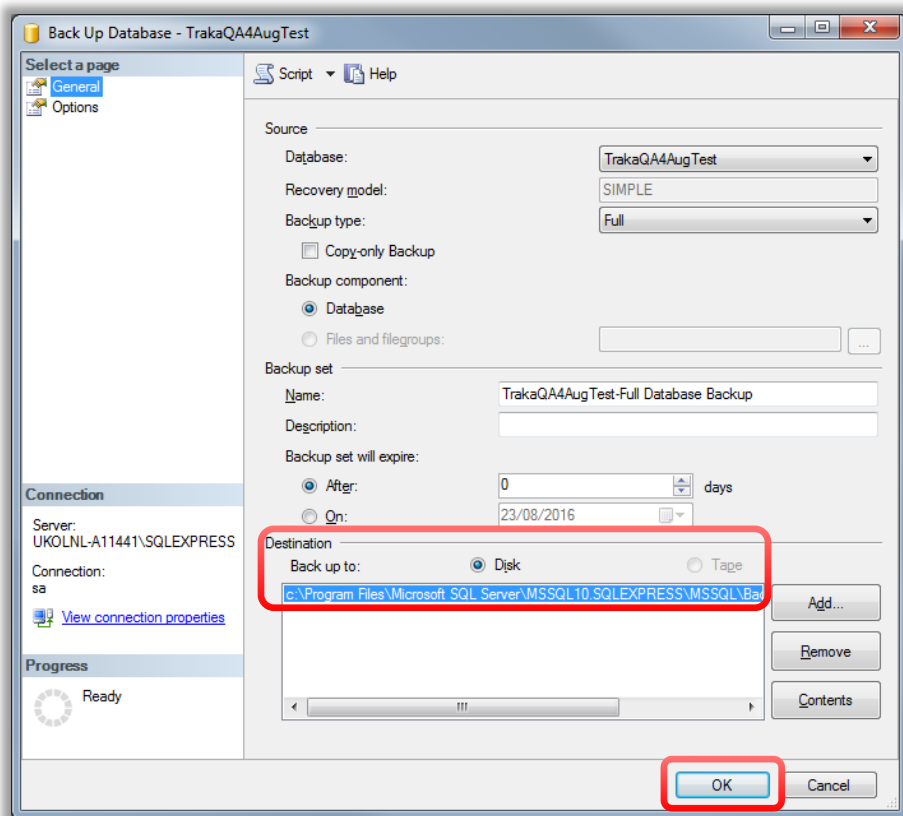 Back Up Database - TrakaQA4AugTest
Select a page
General
Options
Script Help
Source
Database: TrakaQA4AugTest
Recovery model: SIMPLE
Backup type: Full
Copy-only Backup
Backup component:
Database
Files and filegroups: ...
Backup set
Name: TrakaQA4AugTest-Full Database Backup
Description:
Backup set will expire:
After: 0 days
On: 23/08/2016
Connection
Server:
UKOLNL-A11441\SQLEXPRESS
Connection:
sa
View connection properties
Progress
Ready
Destination
Back up to: Disk Tape
c:\Program Files\Microsoft SQL Server\MSSQL10.SQLEXPRESS\MSSQL\Bac
Add...
Remove
Contents
OK Cancel